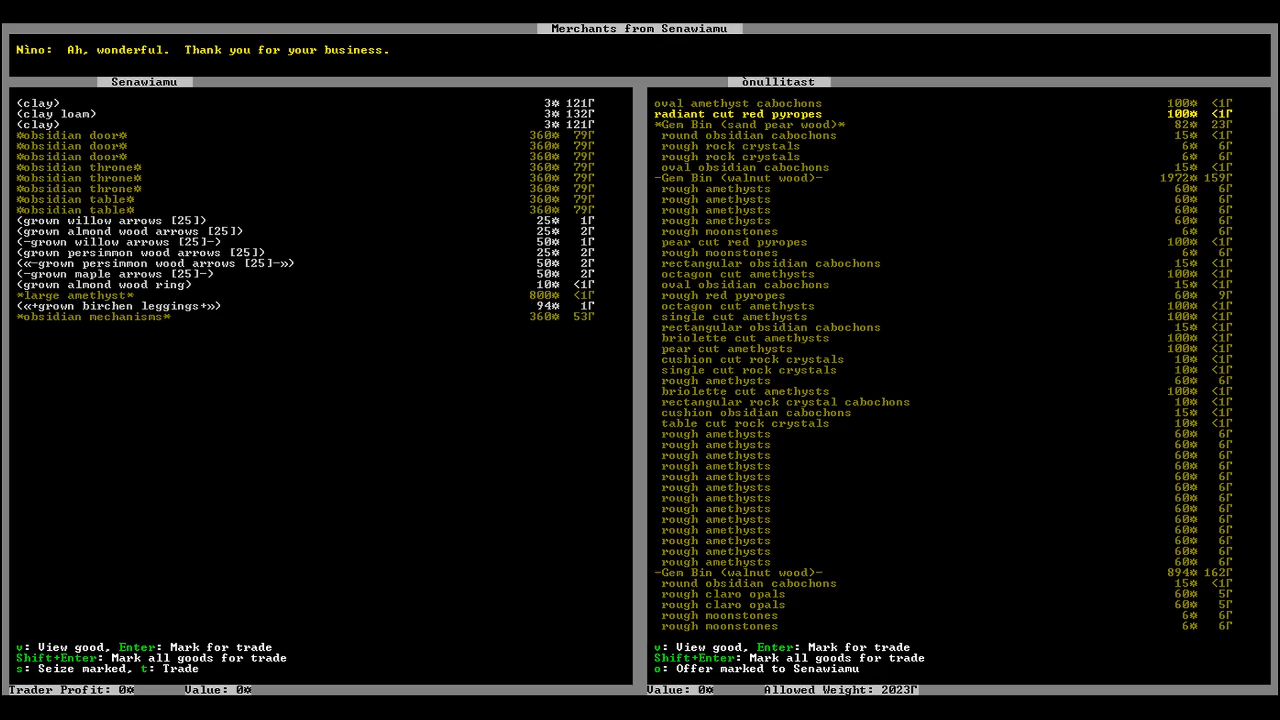 Merchants from Senawiamu
Nìno:  Ah, wonderful.  Thank you for your business.
Senawiamu
(clay) 3☼ 121Γ
(clay loam) 3☼ 132Γ
(clay) 3☼ 121Γ
☼obsidian door☼ 360☼ 79Γ
☼obsidian door☼ 360☼ 79Γ
☼obsidian door☼ 360☼ 79Γ
☼obsidian throne☼ 360☼ 79Γ
☼obsidian throne☼ 360☼ 79Γ
☼obsidian throne☼ 360☼ 79Γ
☼obsidian table☼ 360☼ 79Γ
☼obsidian table☼ 360☼ 79Γ
(grown willow arrows [25]) 25☼ 1Γ
(grown almond wood arrows [25]) 25☼ 2Γ
(-grown willow arrows [25]-) 50☼ 1Γ
(grown persimmon wood arrows [25]) 25☼ 2Γ
(«-grown persimmon wood arrows [25]-») 50☼ 2Γ
(-grown maple arrows [25]-) 50☼ 2Γ
(grown almond wood ring) 10☼ <1Γ
*large amethyst* 800☼ <1Γ
(«+grown birchen leggings+») 94☼ 1Γ
*obsidian mechanisms* 360☼ 53Γ
v: View good, Enter: Mark for trade
Shift+Enter: Mark all goods for trade
s: Seize marked, t: Trade
Trader Profit: 0☼ Value: 0☼
ònullitast
oval amethyst cabochons 100☼ <1Γ
radiant cut red pyropes 100☼ <1Γ
*Gem Bin (sand pear wood)* 82☼ 23Γ
round obsidian cabochons 15☼ <1Γ
rough rock crystals 6☼ 6Γ
rough rock crystals 6☼ 6Γ
oval obsidian cabochons 15☼ <1Γ
-Gem Bin (walnut wood)- 1972☼ 159Γ
rough amethysts 60☼ 6Γ
rough amethysts 60☼ 6Γ
rough amethysts 60☼ 6Γ
rough amethysts 60☼ 6Γ
rough moonstones 6☼ 6Γ
pear cut red pyropes 100☼ <1Γ
rough moonstones 6☼ 6Γ
rectangular obsidian cabochons 15☼ <1Γ
octagon cut amethysts 100☼ <1Γ
oval obsidian cabochons 15☼ <1Γ
rough red pyropes 60☼ 9Γ
octagon cut amethysts 100☼ <1Γ
single cut amethysts 100☼ <1Γ
rectangular obsidian cabochons 15☼ <1Γ
briolette cut amethysts 100☼ <1Γ
pear cut amethysts 100☼ <1Γ
cushion cut rock crystals 10☼ <1Γ
single cut rock crystals 10☼ <1Γ
rough amethysts 60☼ 6Γ
briolette cut amethysts 100☼ <1Γ
rectangular rock crystal cabochons 10☼ <1Γ
cushion obsidian cabochons 15☼ <1Γ
table cut rock crystals 10☼ <1Γ
rough amethysts 60☼ 6Γ
rough amethysts 60☼ 6Γ
rough amethysts 60☼ 6Γ
rough amethysts 60☼ 6Γ
rough amethysts 60☼ 6Γ
rough amethysts 60☼ 6Γ
rough amethysts 60☼ 6Γ
rough amethysts 60☼ 6Γ
rough amethysts 60☼ 6Γ
rough amethysts 60☼ 6Γ
rough amethysts 60☼ 6Γ
rough amethysts 60☼ 6Γ
rough amethysts 60☼ 6Γ
-Gem Bin (walnut wood)- 894☼ 162Γ
round obsidian cabochons 15☼ <1Γ
rough claro opals 60☼ 5Γ
rough claro opals 60☼ 5Γ
rough moonstones 6☼ 6Γ
rough moonstones 6☼ 6Γ
v: View good, Enter: Mark for trade
Shift+Enter: Mark all goods for trade
o: Offer marked to Senawiamu
Value: 0☼ Allowed Weight: 2023Γ